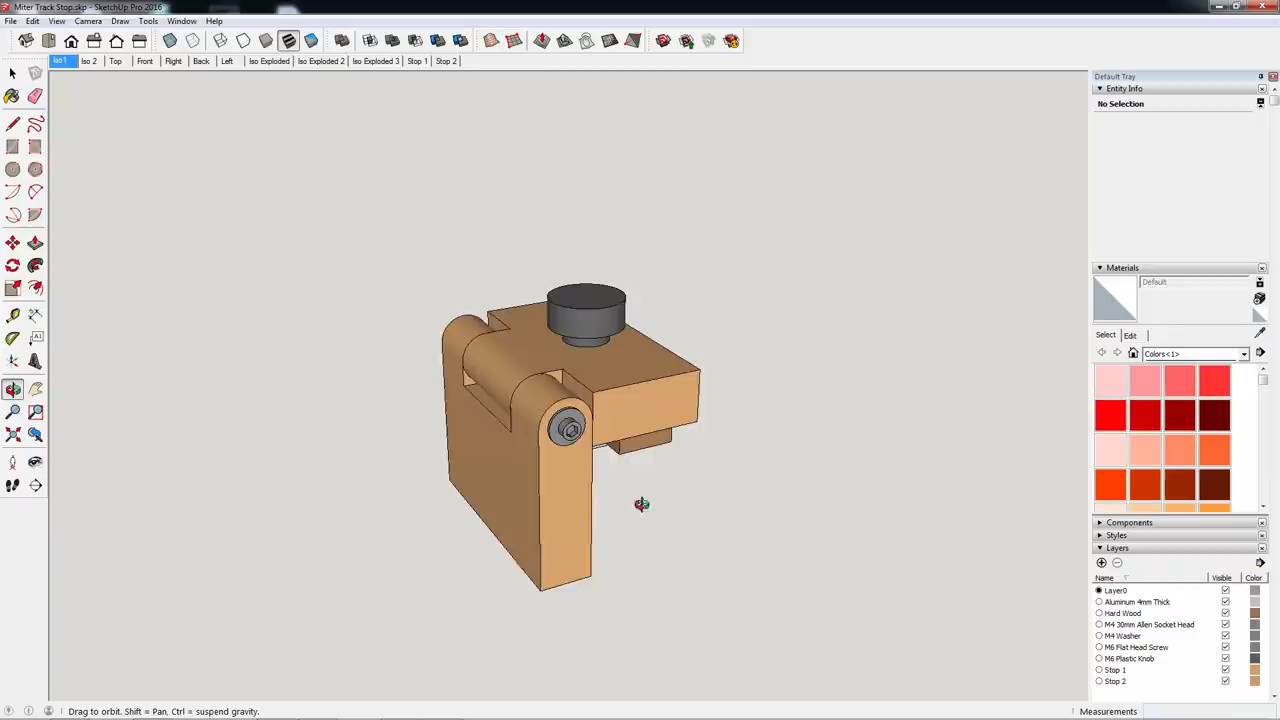 Miter Track Stop.skp - SketchUp Pro 2016
File Edit View Camera Draw Tools Window Help
Iso 1 Iso 2 Top Front Right Back Left Iso Exploded Iso Exploded 2 Iso Exploded 3 Stop 1 Stop 2
Default Tray
Entity Info
No Selection
Materials
Default
Select Edit
Colors<1>
Components
Styles
Layers
Name Visible Color
Layer0
Aluminum 4mm Thick
Hard Wood
M4 30mm Allen Socket Head
M4 Washer
M6 Flat Head Screw
M6 Plastic Knob
Stop 1
Stop 2
Drag to orbit. Shift = Pan, Ctrl = suspend gravity.
Measurements